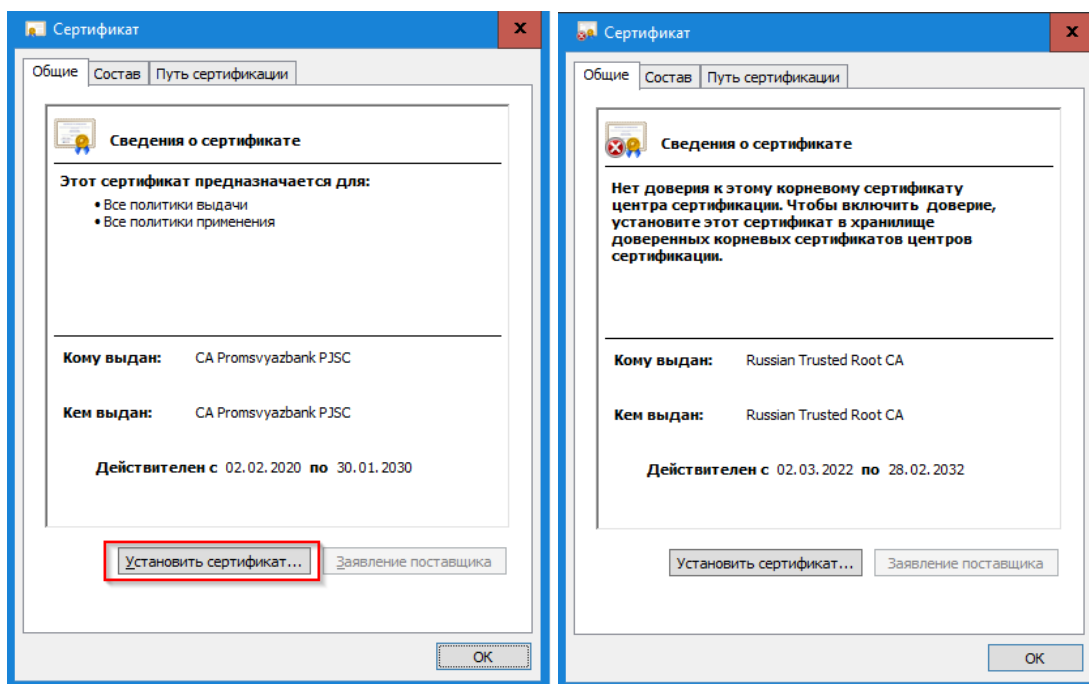 Сертификат
x
Общие
Состав
Путь сертификации
Сведения о сертификате
Этот сертификат предназначается для:
• Все политики выдачи
• Все политики применения
Кому выдан: CA Promsvyazbank PJSC
Кем выдан: CA Promsvyazbank PJSC
Действителен с 02.02.2020 по 30.01.2030
Установить сертификат...
Заявление поставщика
ОК
Сертификат
x
Общие
Состав
Путь сертификации
Сведения о сертификате
Нет доверия к этому корневому сертификату
центра сертификации. Чтобы включить доверие,
установите этот сертификат в хранилище
доверенных корневых сертификатов центров
сертификации.
Кому выдан: Russian Trusted Root CA
Кем выдан: Russian Trusted Root CA
Действителен с 02.03.2022 по 28.02.2032
Установить сертификат...
Заявление поставщика
ОК